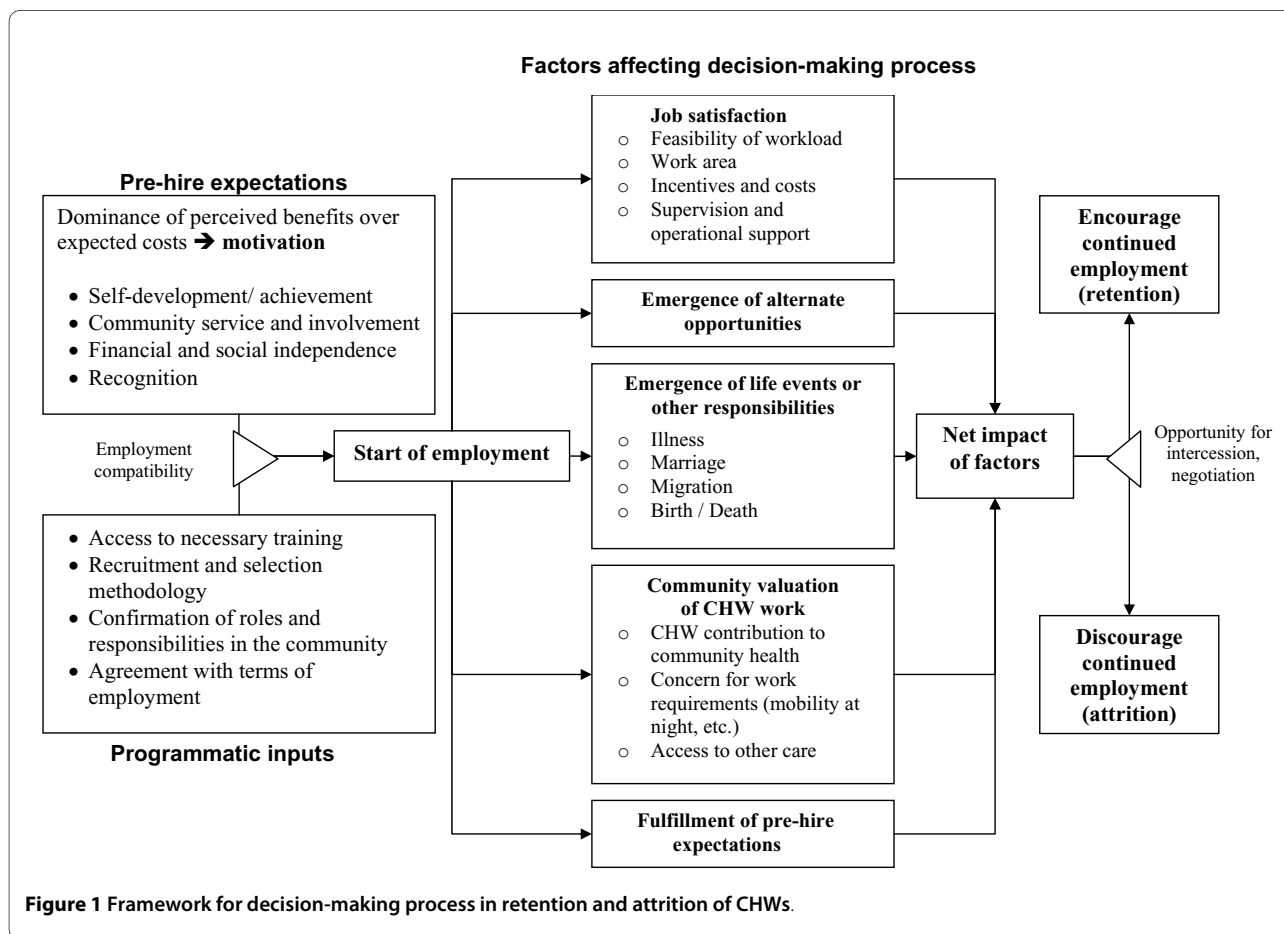 Factors affecting decision-making process
Pre-hire expectations
Dominance of perceived benefits over
expected costs ➔ motivation
• Self-development/ achievement
• Community service and involvement
• Financial and social independence
• Recognition
Employment
compatibility
• Access to necessary training
• Recruitment and selection
methodology
• Confirmation of roles and
responsibilities in the community
• Agreement with terms of
employment
Programmatic inputs
Start of employment
Job satisfaction
o Feasibility of workload
o Work area
o Incentives and costs
o Supervision and
operational support
Emergence of alternate
opportunities
Emergence of life events or
other responsibilities
o Illness
o Marriage
o Migration
o Birth / Death
Community valuation
of CHW work
o CHW contribution to
community health
o Concern for work
requirements (mobility at
night, etc.)
o Access to other care
Fulfillment of pre-hire
expectations
Net impact
of factors
Encourage
continued
employment
(retention)
Opportunity for
intercession,
negotiation
Discourage
continued
employment
(attrition)
Figure 1 Framework for decision-making process in retention and attrition of CHWs.